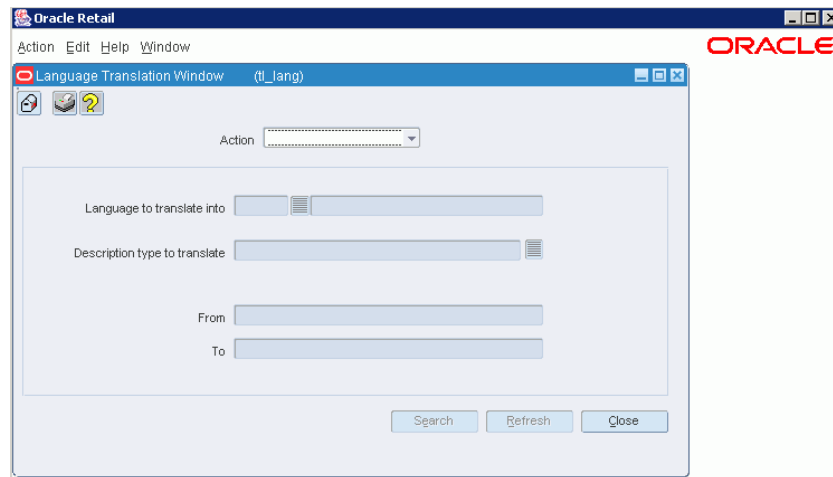 Oracle Retail
Action Edit Help Window
ORACLE
Language Translation Window (tl_lang)
Action
Language to translate into
Description type to translate
From
To
Search Refresh Close